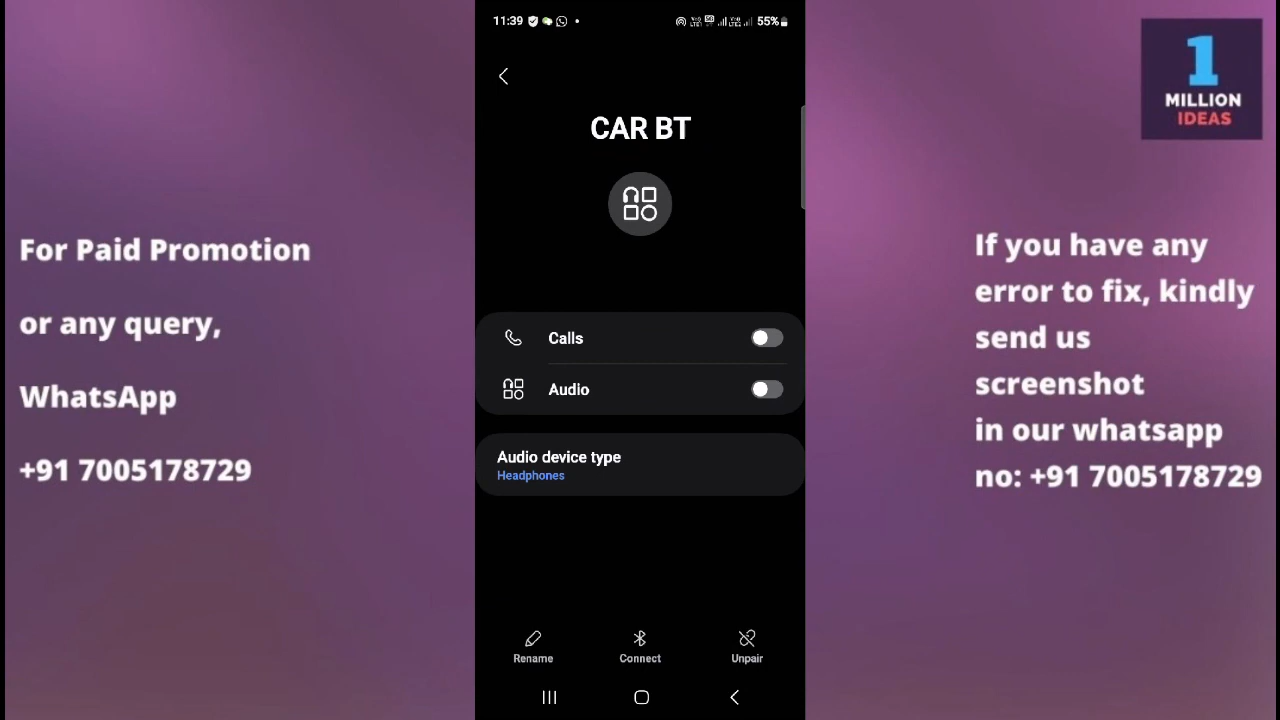 11:39
55%
1
MILLION
IDEAS
CAR BT
For Paid Promotion
or any query,
WhatsApp
+91 7005178729
Calls
Audio
Audio device type
Headphones
Rename
Connect
Unpair
If you have any
error to fix, kindly
send us
screenshot
in our whatsapp
no: +91 7005178729